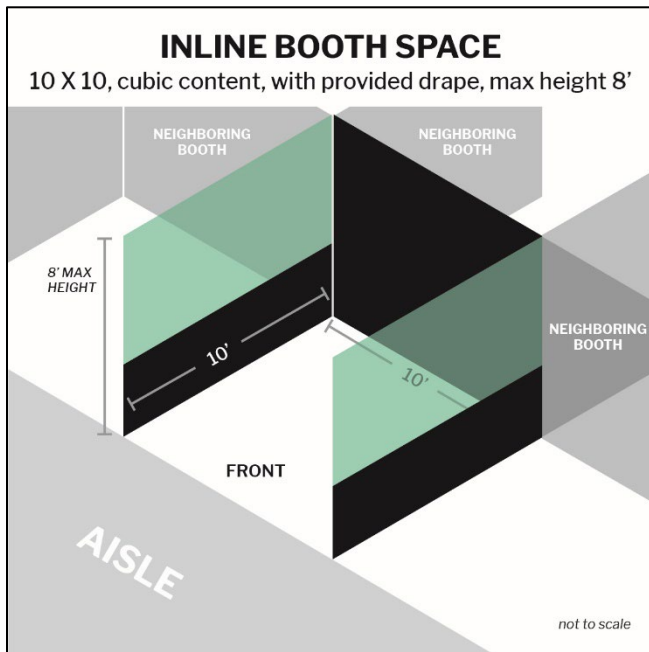 INLINE BOOTH SPACE
10 X 10, cubic content, with provided drape, max height 8’
NEIGHBORING
BOOTH
NEIGHBORING
BOOTH
8’ MAX
HEIGHT
NEIGHBORING
BOOTH
10’
10’
FRONT
AISLE
not to scale